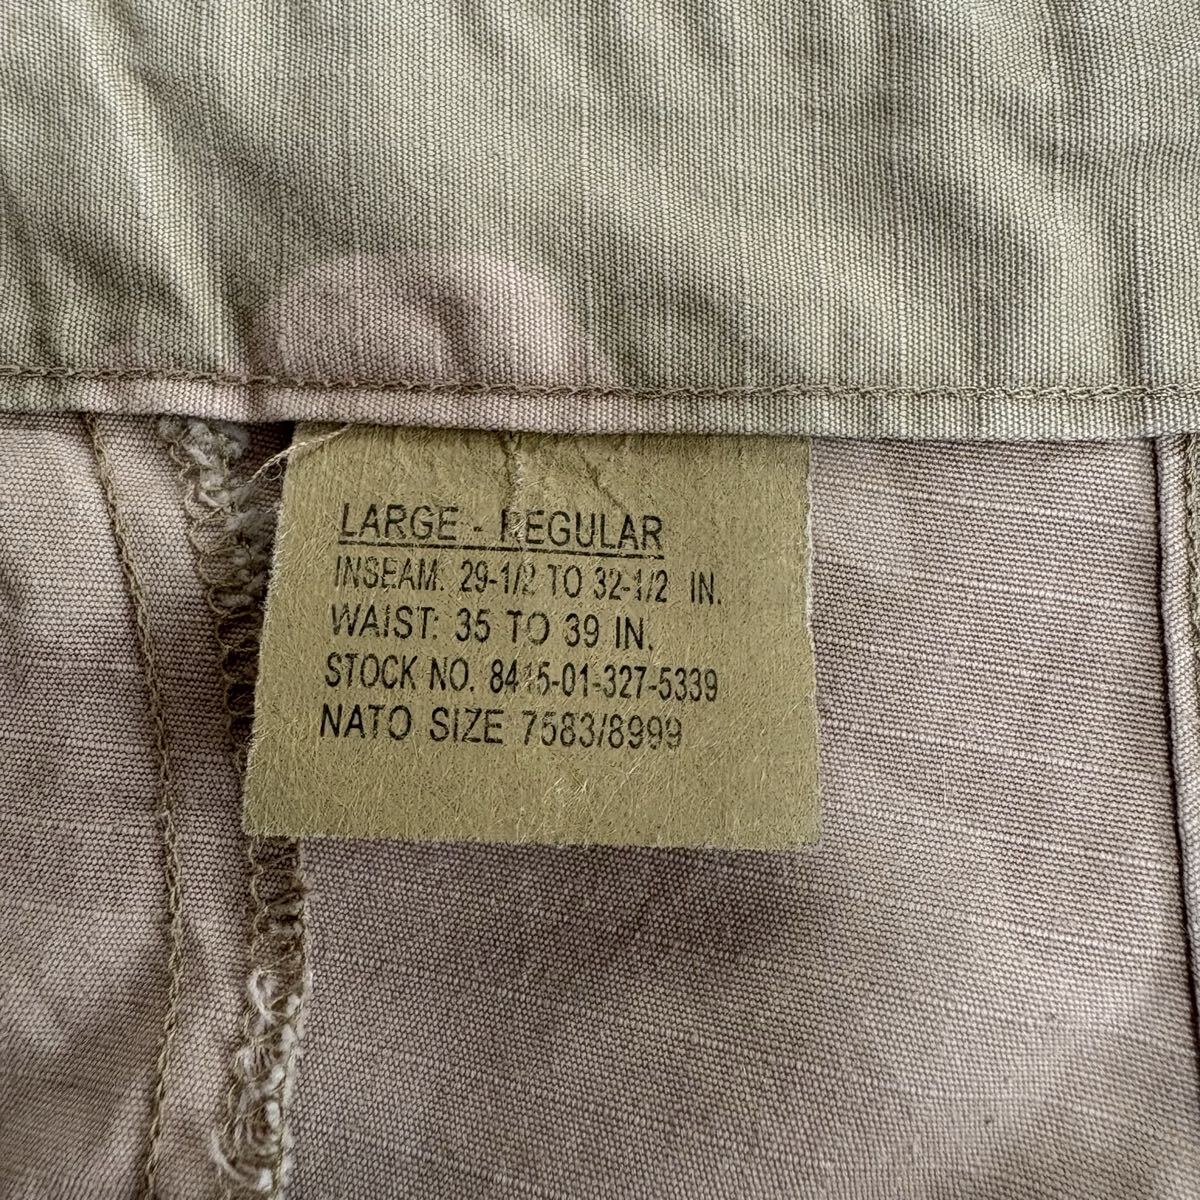 LARGE - REGULAR
INSEAM: 29-1/2 TO 32-1/2 IN.
WAIST: 35 TO 39 IN.
STOCK NO. 8415-01-327-5339
NATO SIZE 7583/8999